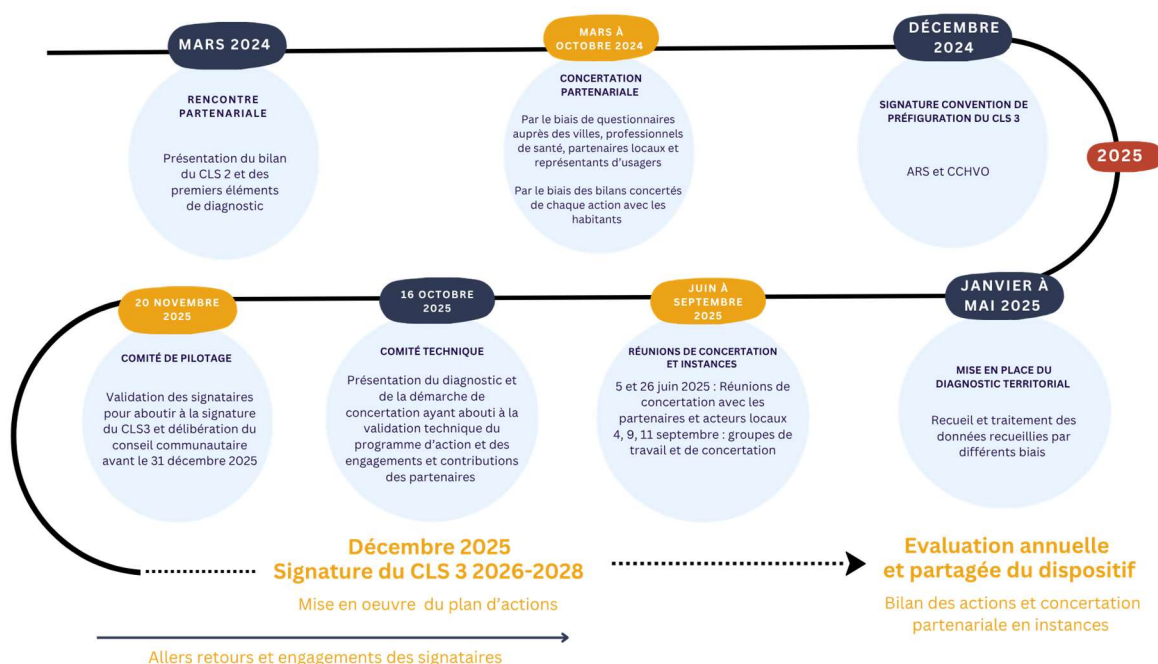 MARS 2024
RENCONTRE
PARTENARIALE
Présentation du bilan
du CLS 2 et des
premiers éléments
de diagnostic
MARS À
OCTOBRE 2024
CONCERTATION
PARTENARIALE
Par le biais de questionnaires
auprès des villes, professionnels
de santé, partenaires locaux et
représentants d'usagers
Par le biais des bilans concertés
de chaque action avec les
habitants
DÉCEMBRE
2024
SIGNATURE CONVENTION DE
PRÉFIGURATION DU CLS 3
ARS et CCHVO
2025
JANVIER À
MAI 2025
MISE EN PLACE DU
DIAGNOSTIC TERRITORIAL
Recueil et traitement des
données recueillies par
différents biais
JUIN À
SEPTEMBRE
2025
RÉUNIONS DE CONCERTATION
ET INSTANCES
5 et 26 juin 2025 : Réunions de
concertation avec les
partenaires et acteurs locaux
4, 9, 11 septembre : groupes de
travail et de concertation
16 OCTOBRE
2025
COMITÉ TECHNIQUE
Présentation du diagnostic et
de la démarche de
concertation ayant abouti à la
validation technique du
programme d'action et des
engagements et contributions
des partenaires
20 NOVEMBRE
2025
COMITÉ DE PILOTAGE
Validation des signataires
pour aboutir à la signature
du CLS3 et délibération du
conseil communautaire
avant le 31 décembre 2025
Décembre 2025
Signature du CLS 3 2026-2028
Mise en oeuvre du plan d'actions
Allers retours et engagements des signataires
Evaluation annuelle
et partagée du dispositif
Bilan des actions et concertation
partenariale en instances